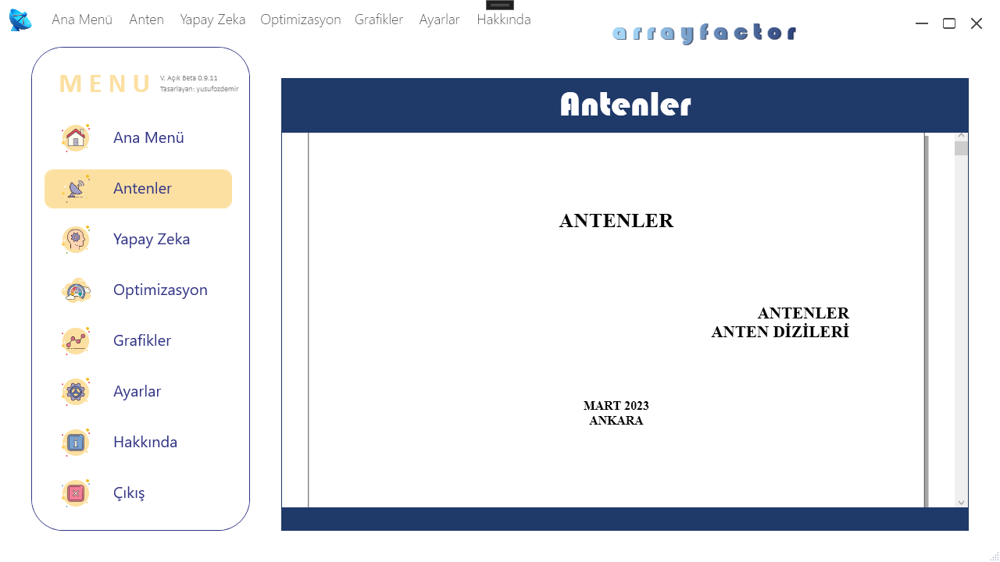 Ana Menü Anten Yapay Zeka Optimizasyon Grafikler Ayarlar Hakkında
arrayfactor
MENU
V. Açık Beta 0.9.11
Tasarlayan: yusufozdemir
Ana Menü
Antenler
Yapay Zeka
Optimizasyon
Grafikler
Ayarlar
Hakkında
Çıkış
Antenler
ANTENLER
ANTENLER
ANTEN DİZİLERİ
MART 2023
ANKARA